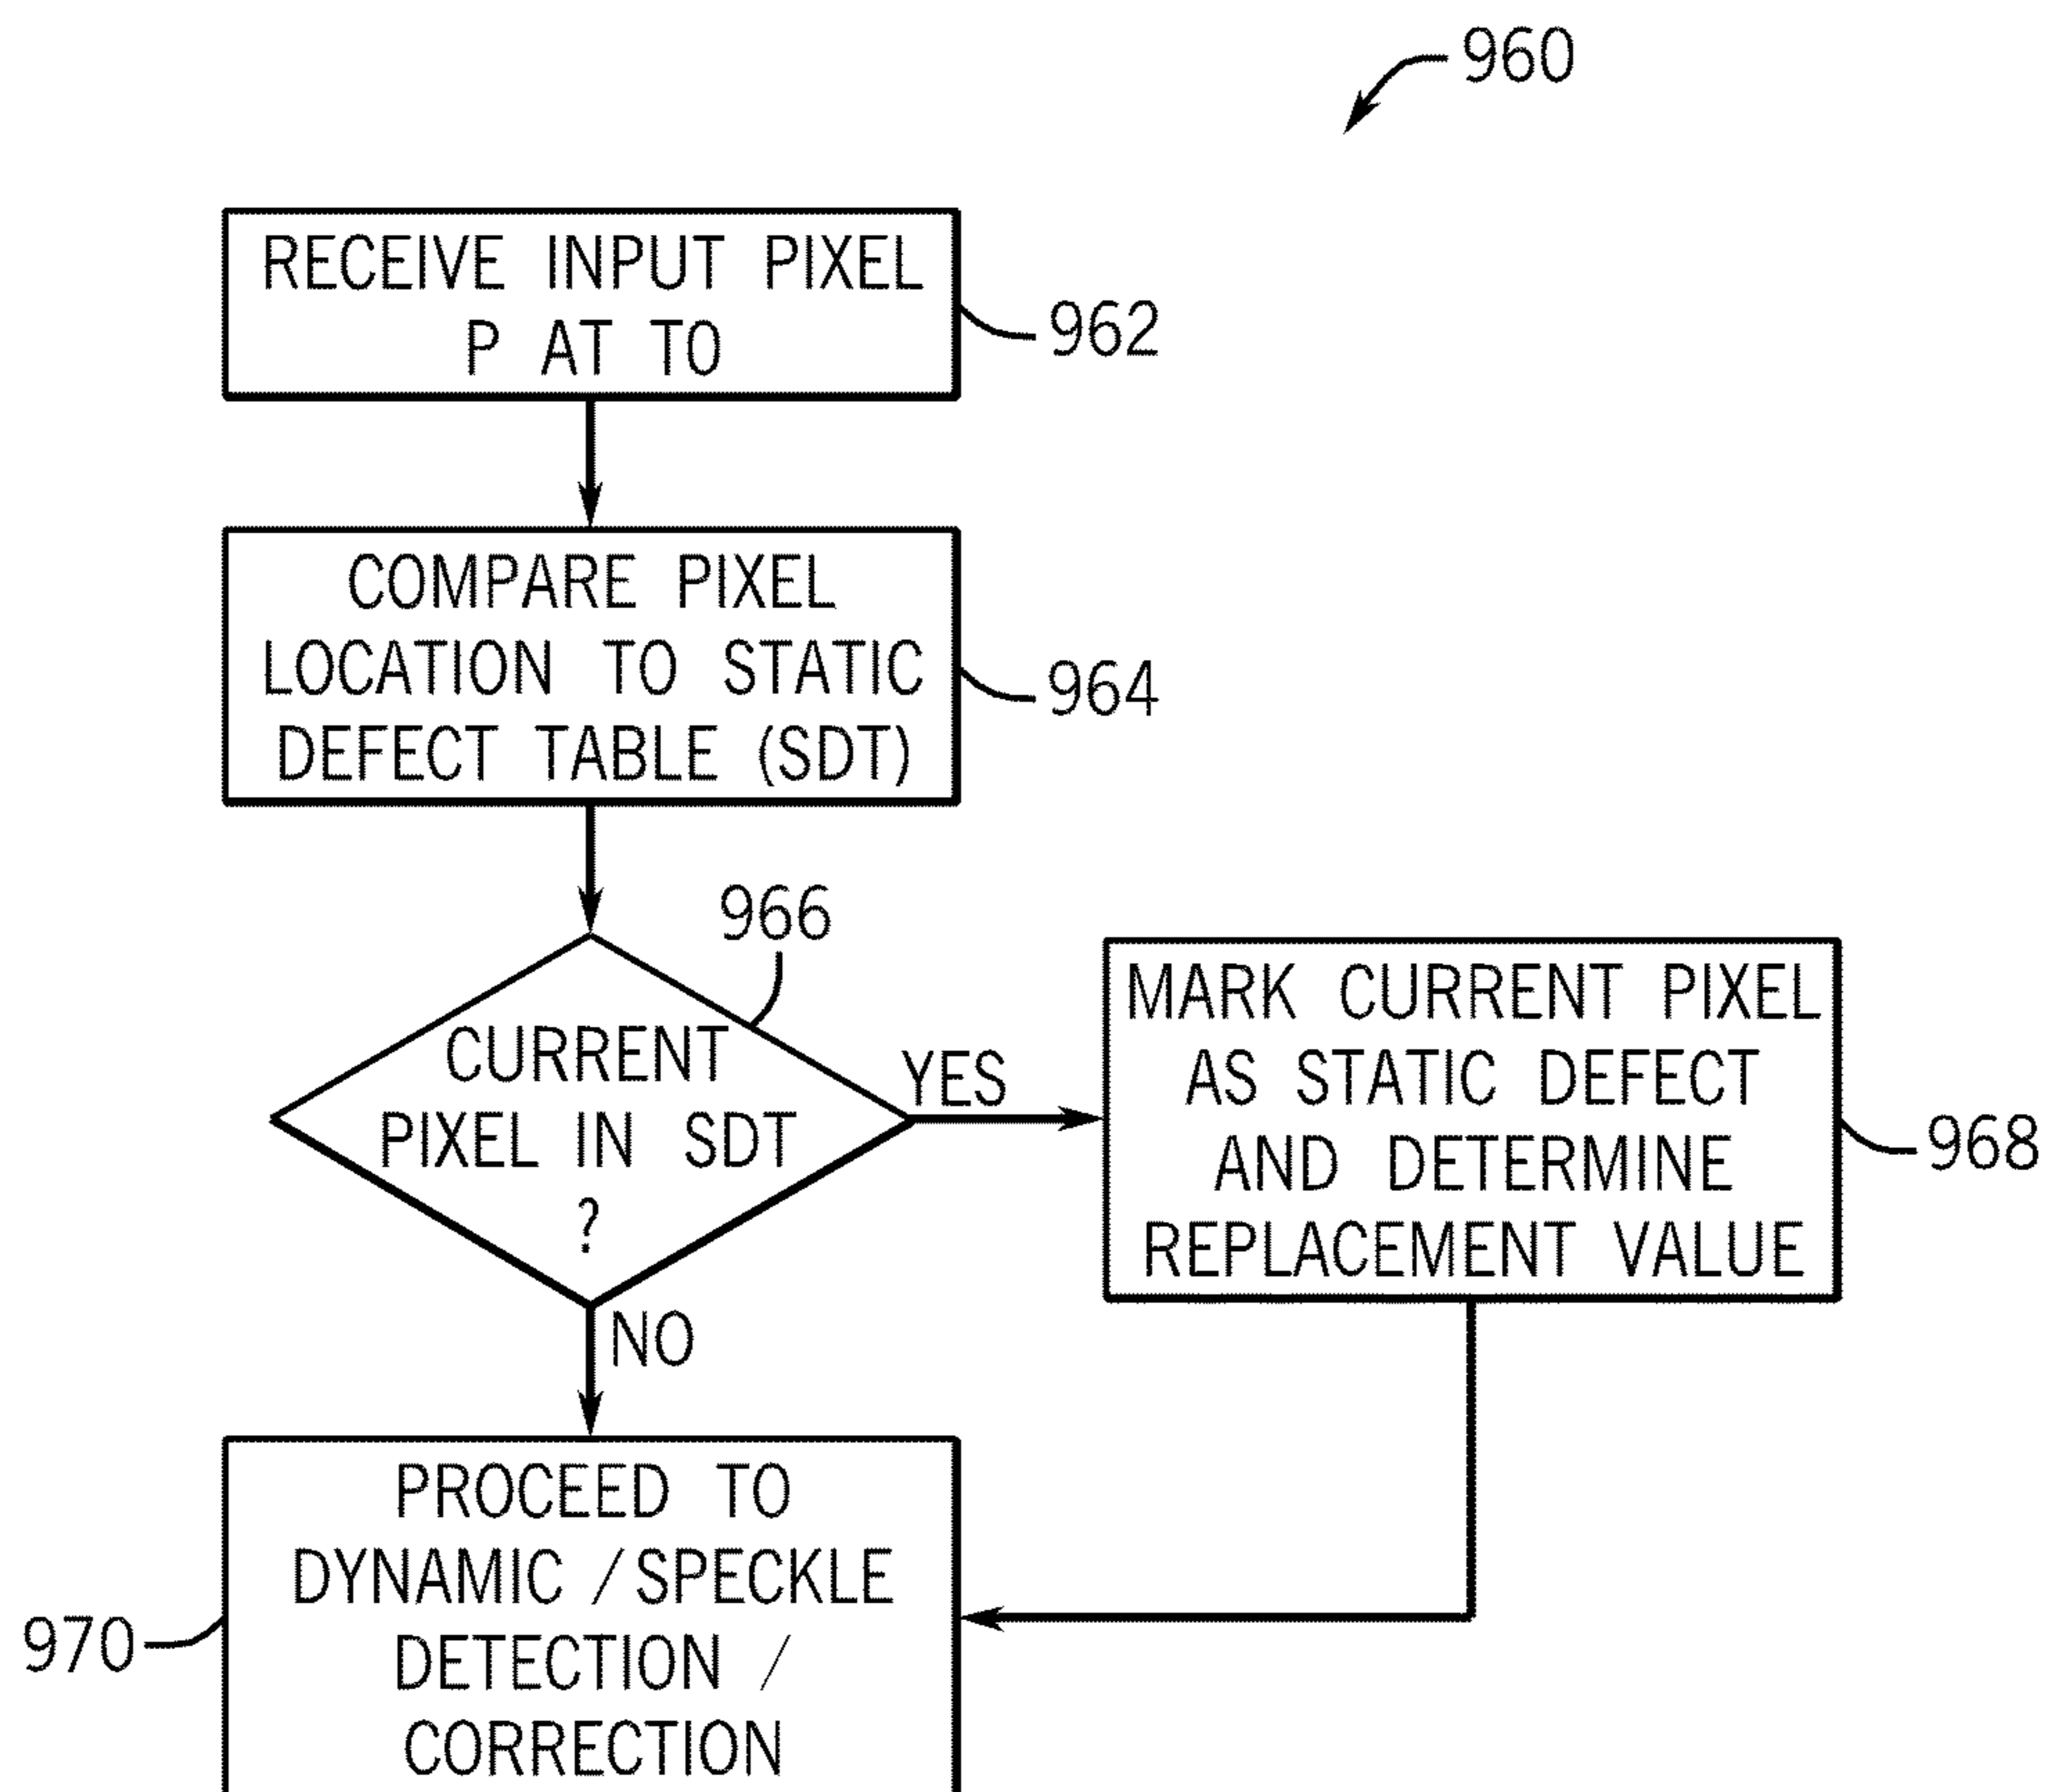 960
RECEIVE INPUT PIXEL
P AT TO
962
COMPARE PIXEL
LOCATION TO STATIC
DEFECT TABLE (SDT)
964
966
CURRENT
PIXEL IN SDT
?
YES
NO
MARK CURRENT PIXEL
AS STATIC DEFECT
AND DETERMINE
REPLACEMENT VALUE
968
PROCEED TO
DYNAMIC / SPECKLE
DETECTION /
CORRECTION
970